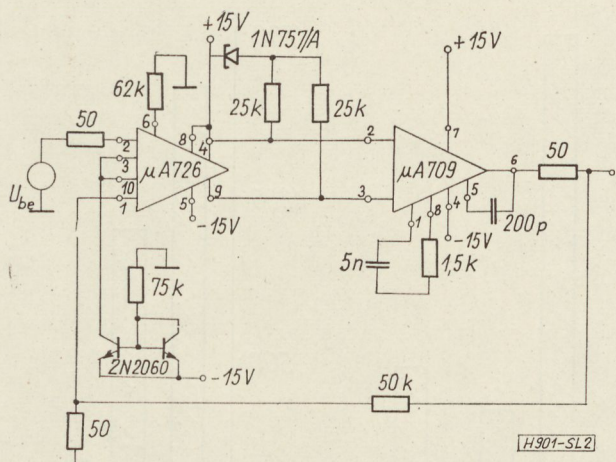 +15V
1N757/A
+15V
62k
25k
25k
50
6
8
4
2
7
2
3
10
1
μA726
9
5
-15V
3
μA709
6
50
5
4
8
1
-15V
200p
U be
75k
5n
1,5k
2N2060
-15V
50k
50
H901-SL2